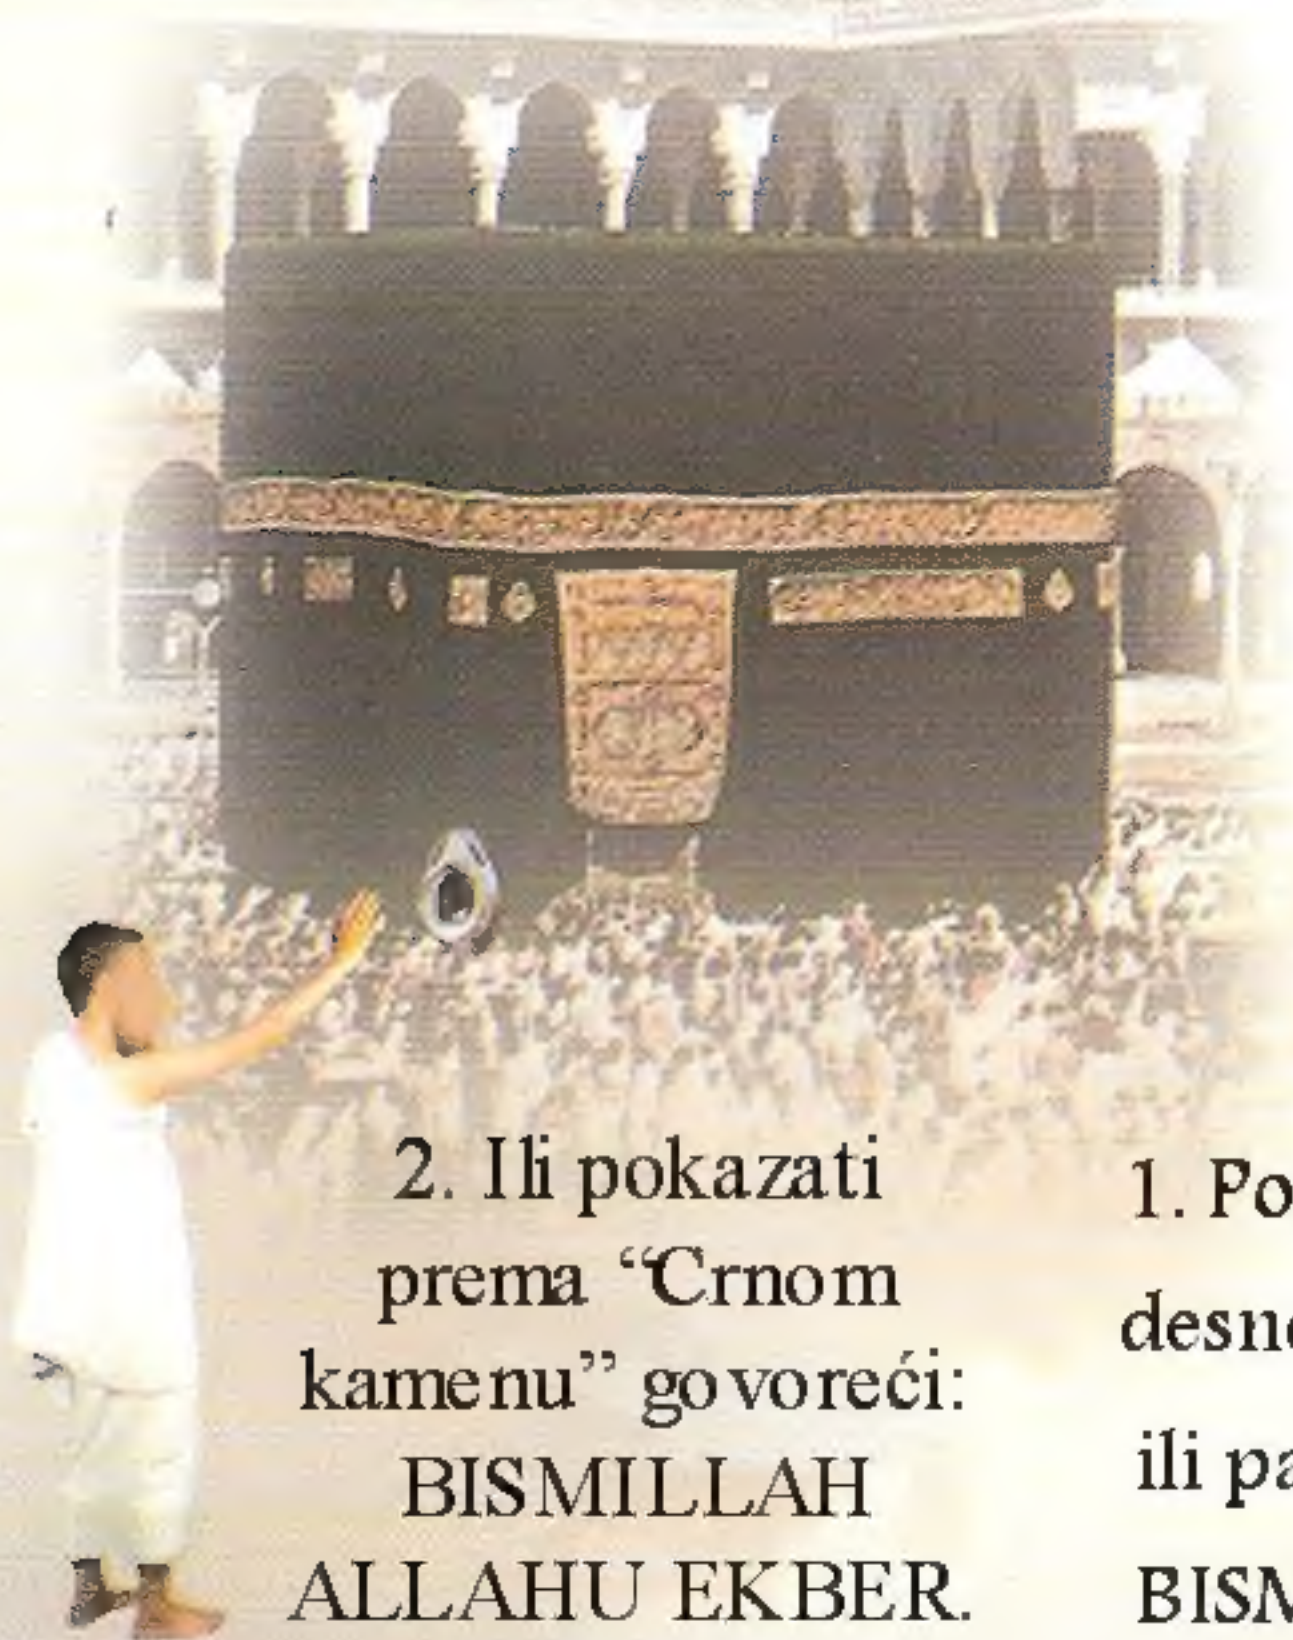 2. Ili pokazati
prema “Crnom
kamenu” govoreći:
BISMILLAH
ALLAHU EKBER.
1. Po
desn
ili pa
BISM